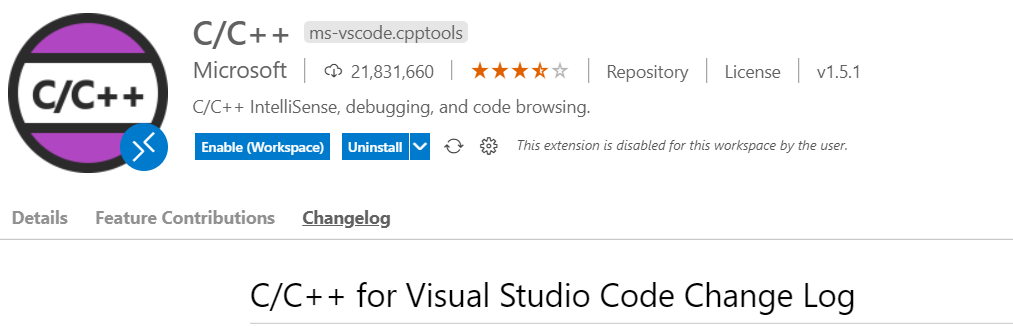 C/C++ ms-vscode.cpptools
C/C++
Microsoft 21,831,660 Repository License v1.5.1
C/C++ IntelliSense, debugging, and code browsing.
Enable (Workspace) Uninstall This extension is disabled for this workspace by the user.
Details Feature Contributions Changelog
C/C++ for Visual Studio Code Change Log